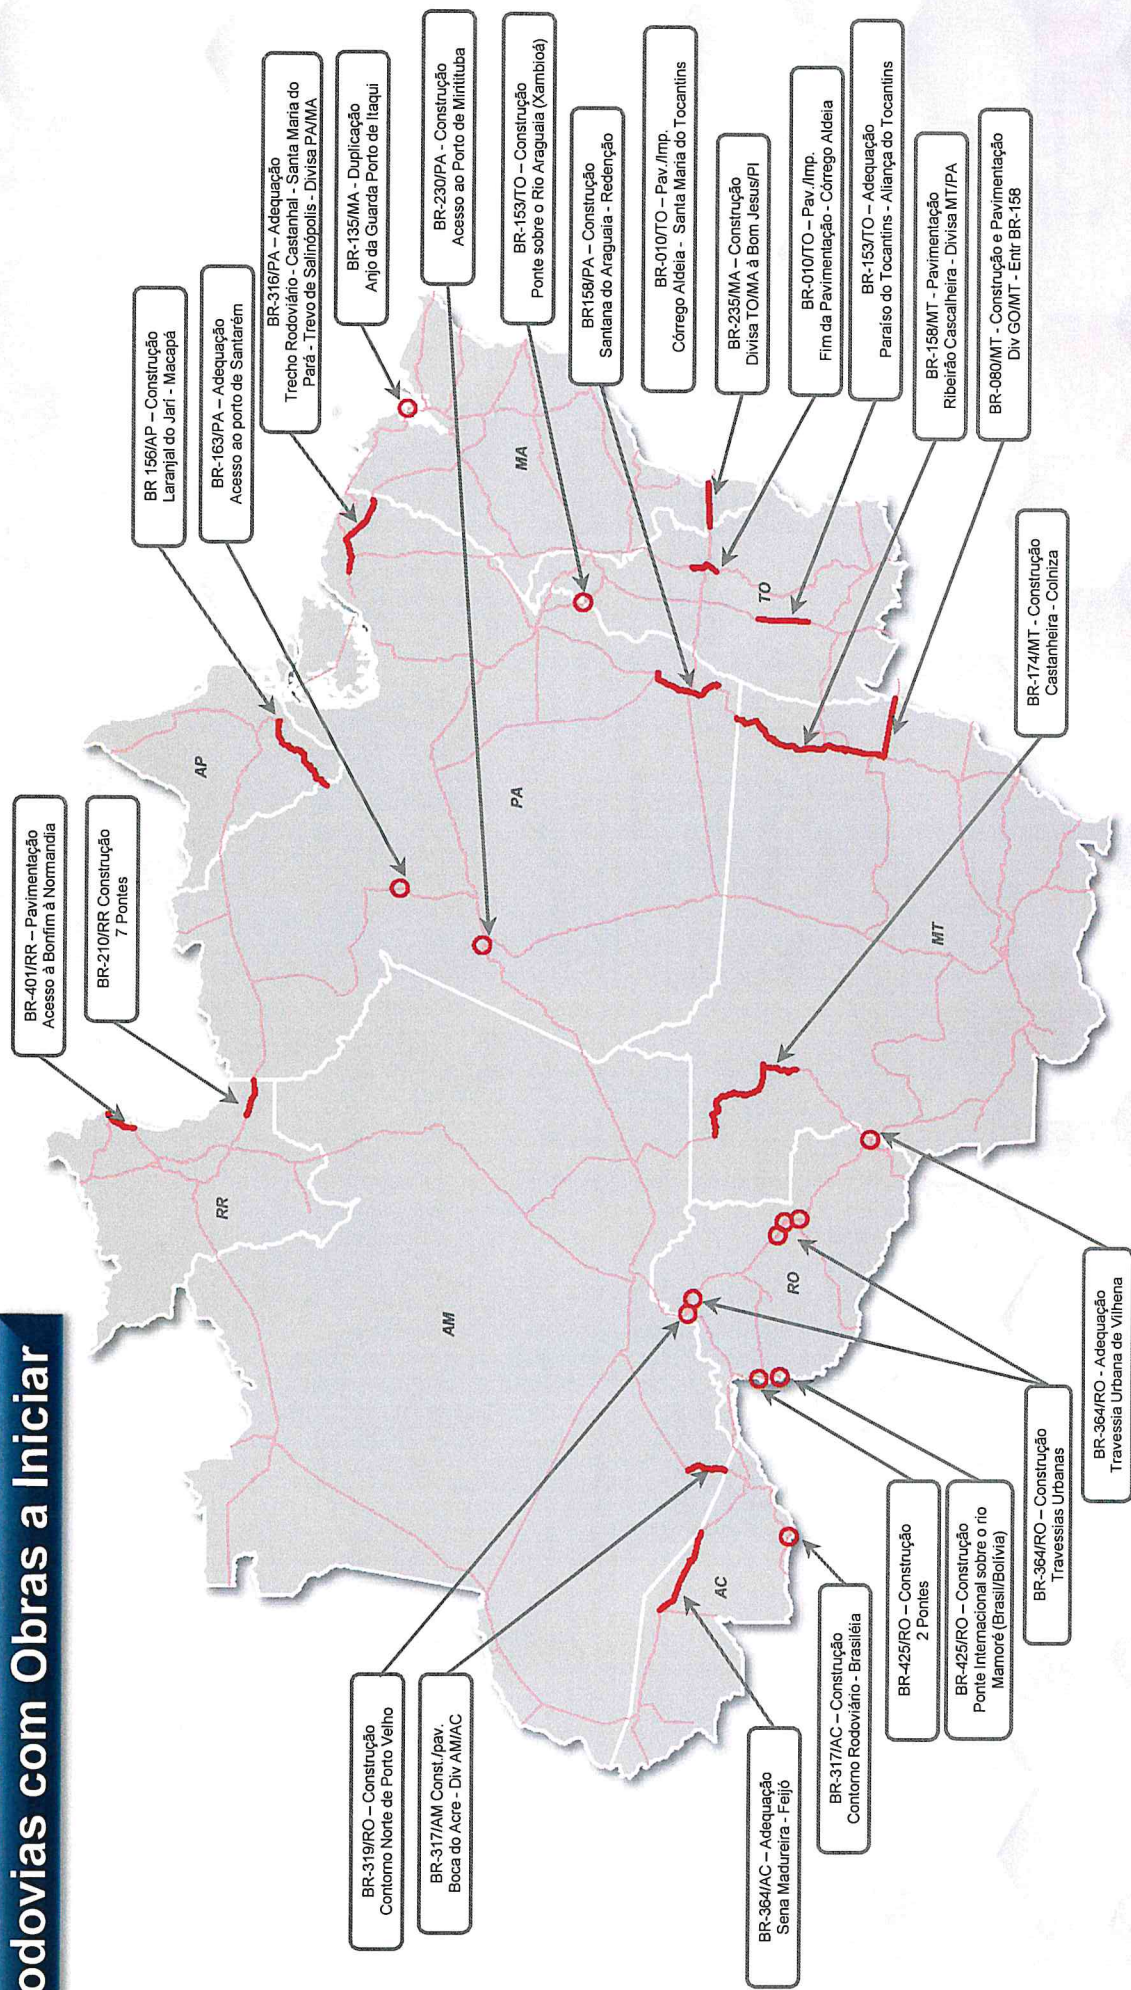 odovias com Obras a Iniciar
BR-401/RR – Pavimentação
Acesso à Bonfim à Normandia
BR-210/RR Construção
7 Pontes
BR 156/AP – Construção
Laranjal do Jari - Macapá
BR-163/PA – Adequação
Acesso ao porto de Santarém
BR-316/PA – Adequação
Trecho Rodoviário - Castanhal - Santa Maria do
Pará - Trevo de Salinópolis - Divisa PA/MA
BR-135/MA - Duplicação
Anjo da Guarda Porto de Itaqui
BR-230/PA - Construção
Acesso ao Porto de Miritituba
BR-153/TO – Construção
Ponte sobre o Rio Araguaia (Xambioá)
BR158/PA – Construção
Santana do Araguaia - Redenção
BR-010/TO – Pav./Imp.
Córrego Aldeia - Santa Maria do Tocantins
BR-235/MA – Construção
Divisa TO/MA à Bom Jesus/PI
BR-010/TO – Pav./Imp.
Fim da Pavimentação - Córrego Aldeia
BR-153/TO – Adequação
Paraíso do Tocantins - Aliança do Tocantins
BR-158/MT - Pavimentação
Ribeirão Cascalheira - Divisa MT/PA
BR-080/MT - Construção e Pavimentação
Div GO/MT - Entr BR-158
BR-174/MT - Construção
Castanheira - Colniza
RR
AP
AM
PA
MA
TO
MT
RO
AC
BR-319/RO – Construção
Contorno Norte de Porto Velho
BR-317/AM Const./pav.
Boca do Acre - Div AM/AC
BR-364/AC – Adequação
Sena Madureira - Feijó
BR-317/AC – Construção
Contorno Rodoviário - Brasiléia
BR-425/RO – Construção
2 Pontes
BR-425/RO – Construção
Ponte Internacional sobre o rio
Mamoré (Brasil/Bolívia)
BR-364/RO – Construção
Travessias Urbanas
BR-364/RO - Adequação
Travessia Urbana de Vilhena